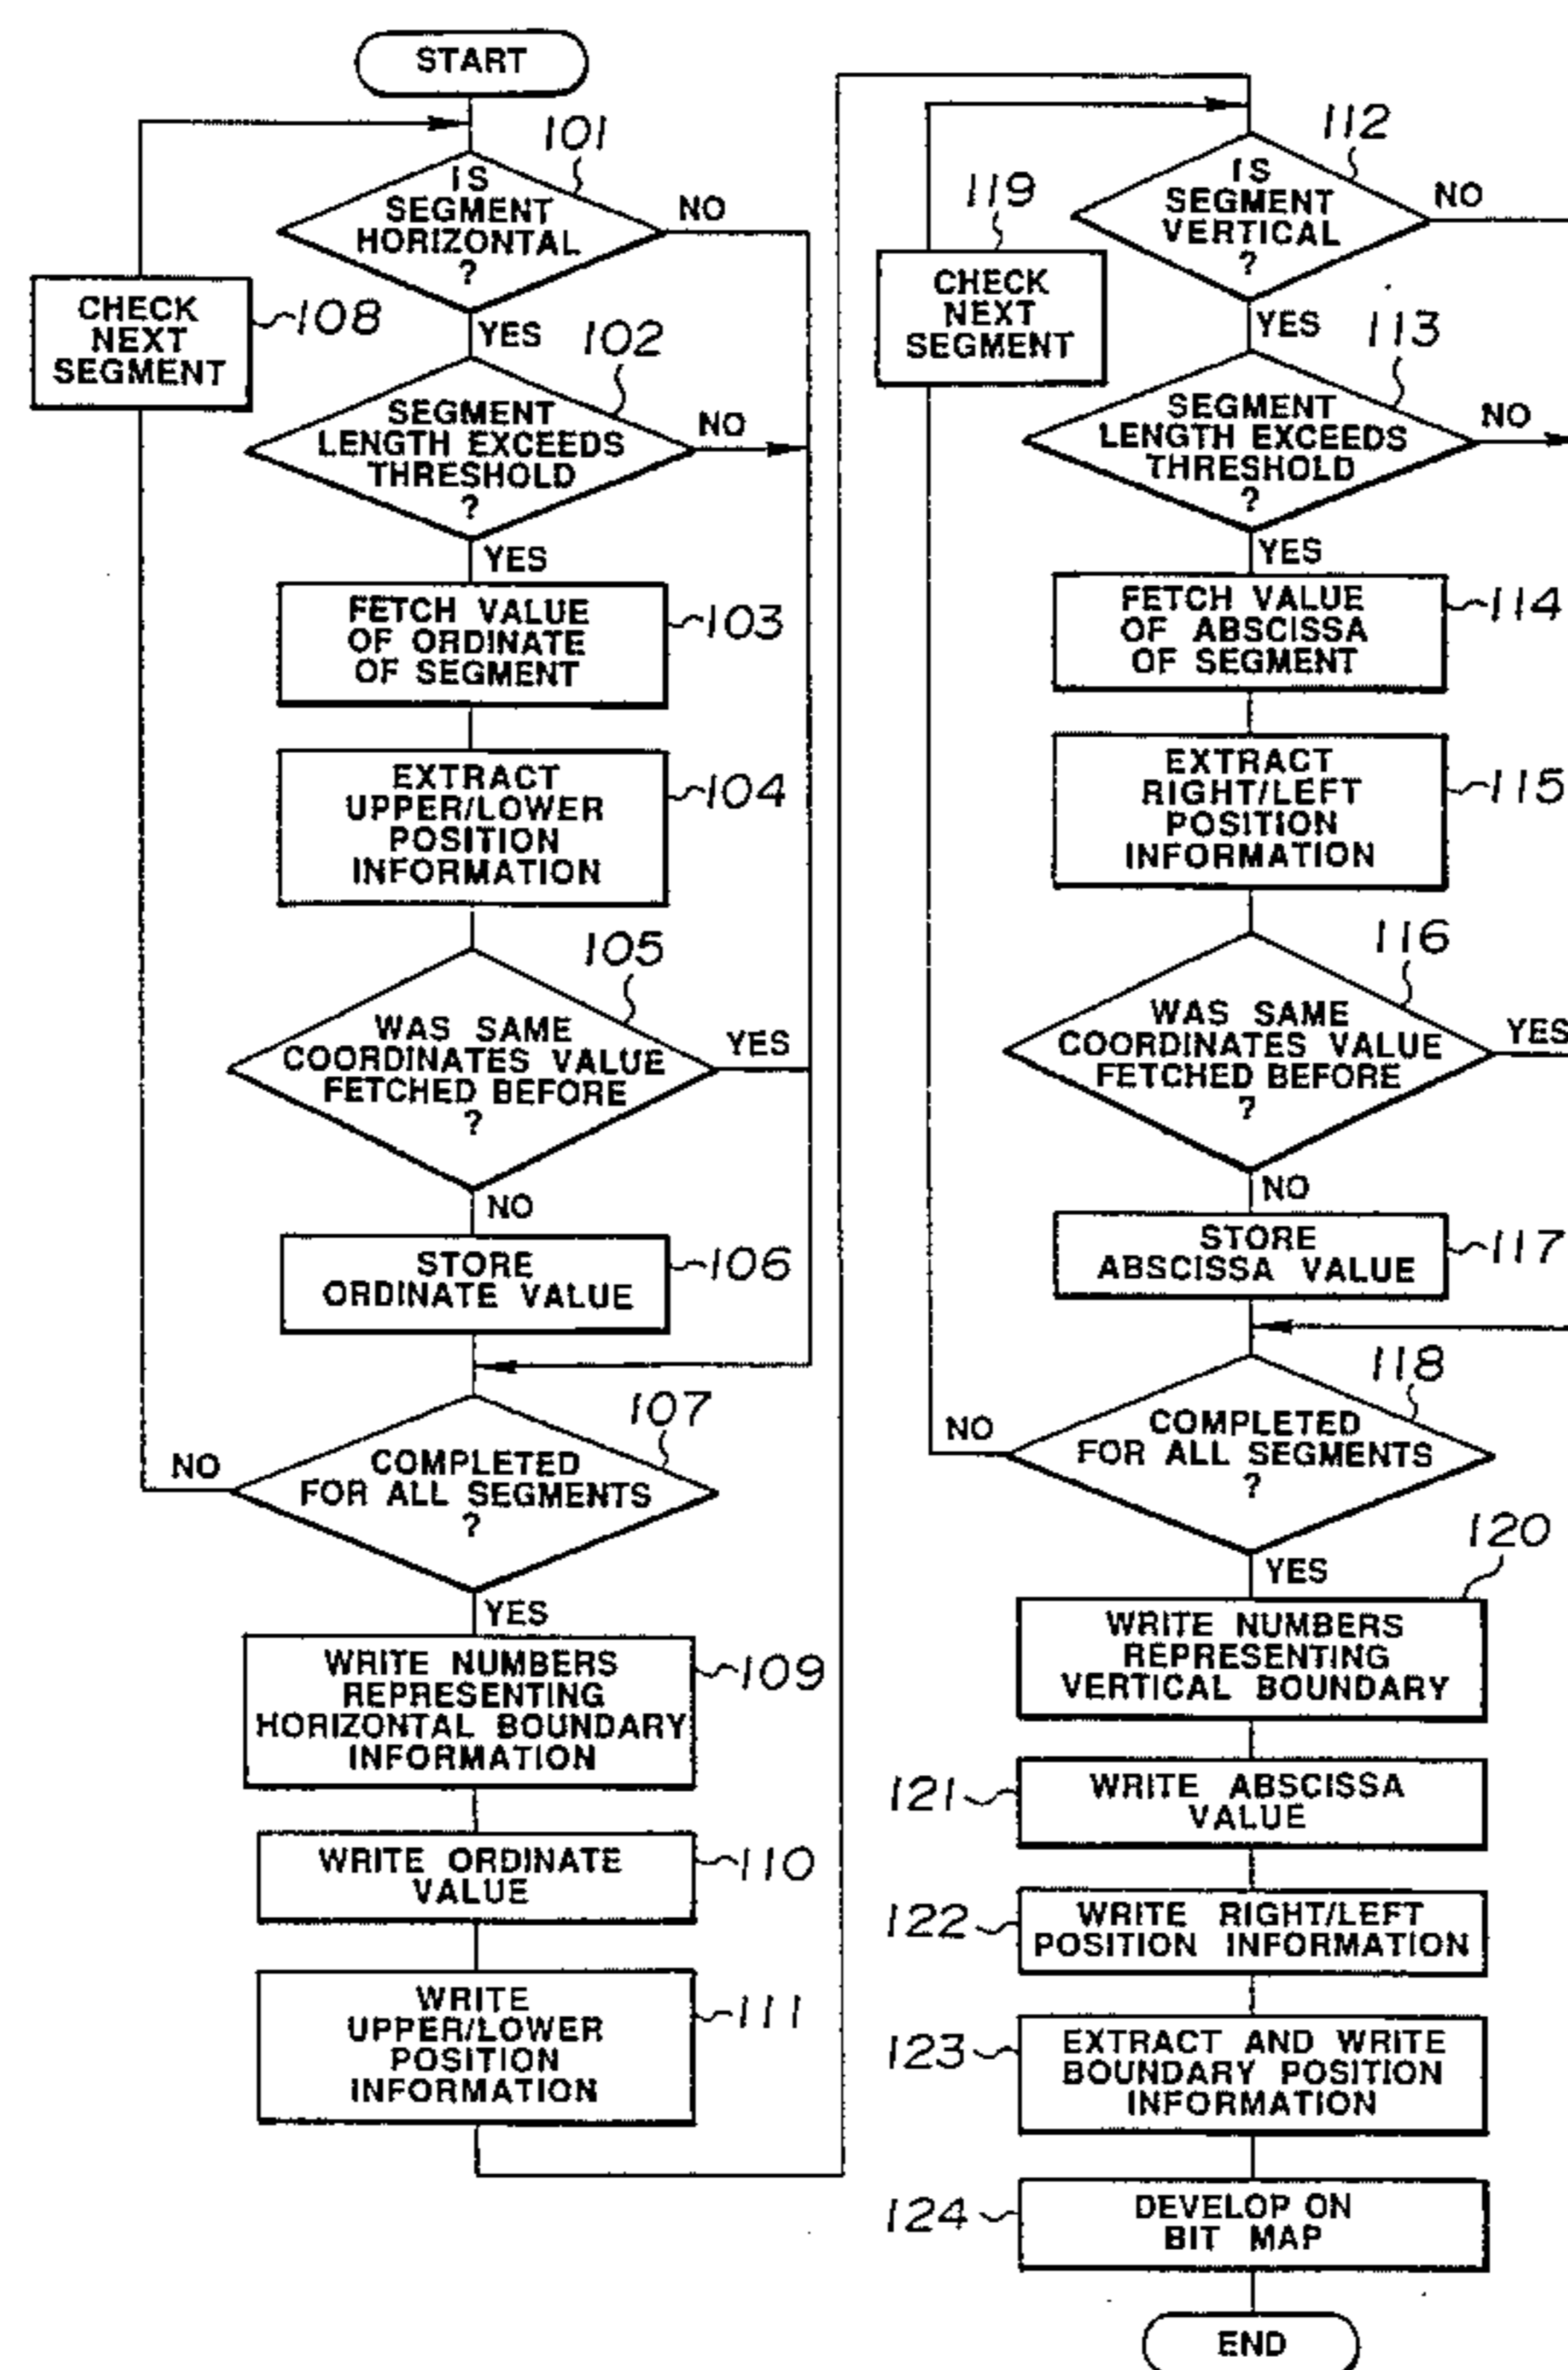 START
101
IS
SEGMENT
HORIZONTAL
?
NO
YES
CHECK
NEXT
SEGMENT
108
102
SEGMENT
LENGTH EXCEEDS
THRESHOLD
?
NO
YES
FETCH VALUE
OF ORDINATE
OF SEGMENT
103
EXTRACT
UPPER/LOWER
POSITION
INFORMATION
104
105
WAS SAME
COORDINATES VALUE
FETCHED BEFORE
?
YES
NO
STORE
ORDINATE VALUE
106
107
COMPLETED
FOR ALL SEGMENTS
?
NO
YES
WRITE NUMBERS
REPRESENTING
HORIZONTAL BOUNDARY
INFORMATION
109
WRITE ORDINATE
VALUE
110
WRITE
UPPER/LOWER
POSITION
INFORMATION
111
112
IS
SEGMENT
VERTICAL
?
NO
YES
119
CHECK
NEXT
SEGMENT
113
SEGMENT
LENGTH EXCEEDS
THRESHOLD
?
NO
YES
FETCH VALUE
OF ABSCISSA
OF SEGMENT
114
EXTRACT
RIGHT/LEFT
POSITION
INFORMATION
115
116
WAS SAME
COORDINATES VALUE
FETCHED BEFORE
?
YES
NO
STORE
ABSCISSA VALUE
117
118
COMPLETED
FOR ALL SEGMENTS
?
NO
YES
120
WRITE NUMBERS
REPRESENTING
VERTICAL BOUNDARY
121
WRITE ABSCISSA
VALUE
122
WRITE RIGHT/LEFT
POSITION INFORMATION
123
EXTRACT AND WRITE
BOUNDARY POSITION
INFORMATION
124
DEVELOP ON
BIT MAP
END